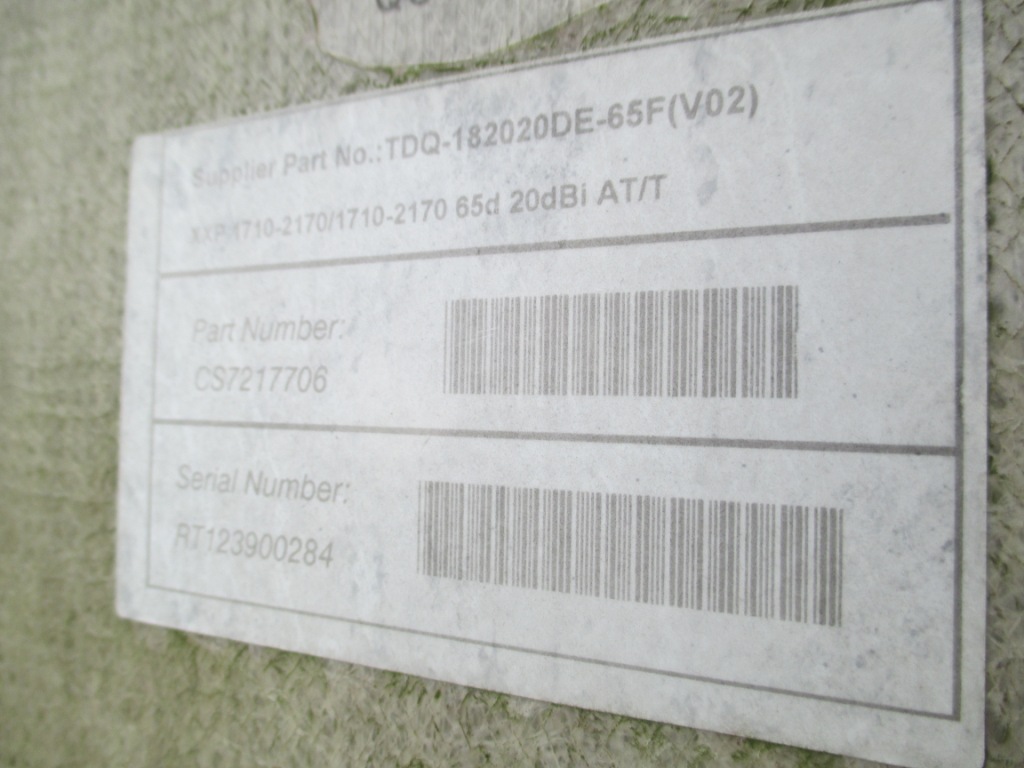 Supplier Part No.:TDQ-182020DE-65F(V02)
XXP 1710-2170/1710-2170 65d 20dBi AT/T
Part Number:
CS7217706
Serial Number:
RT123900284